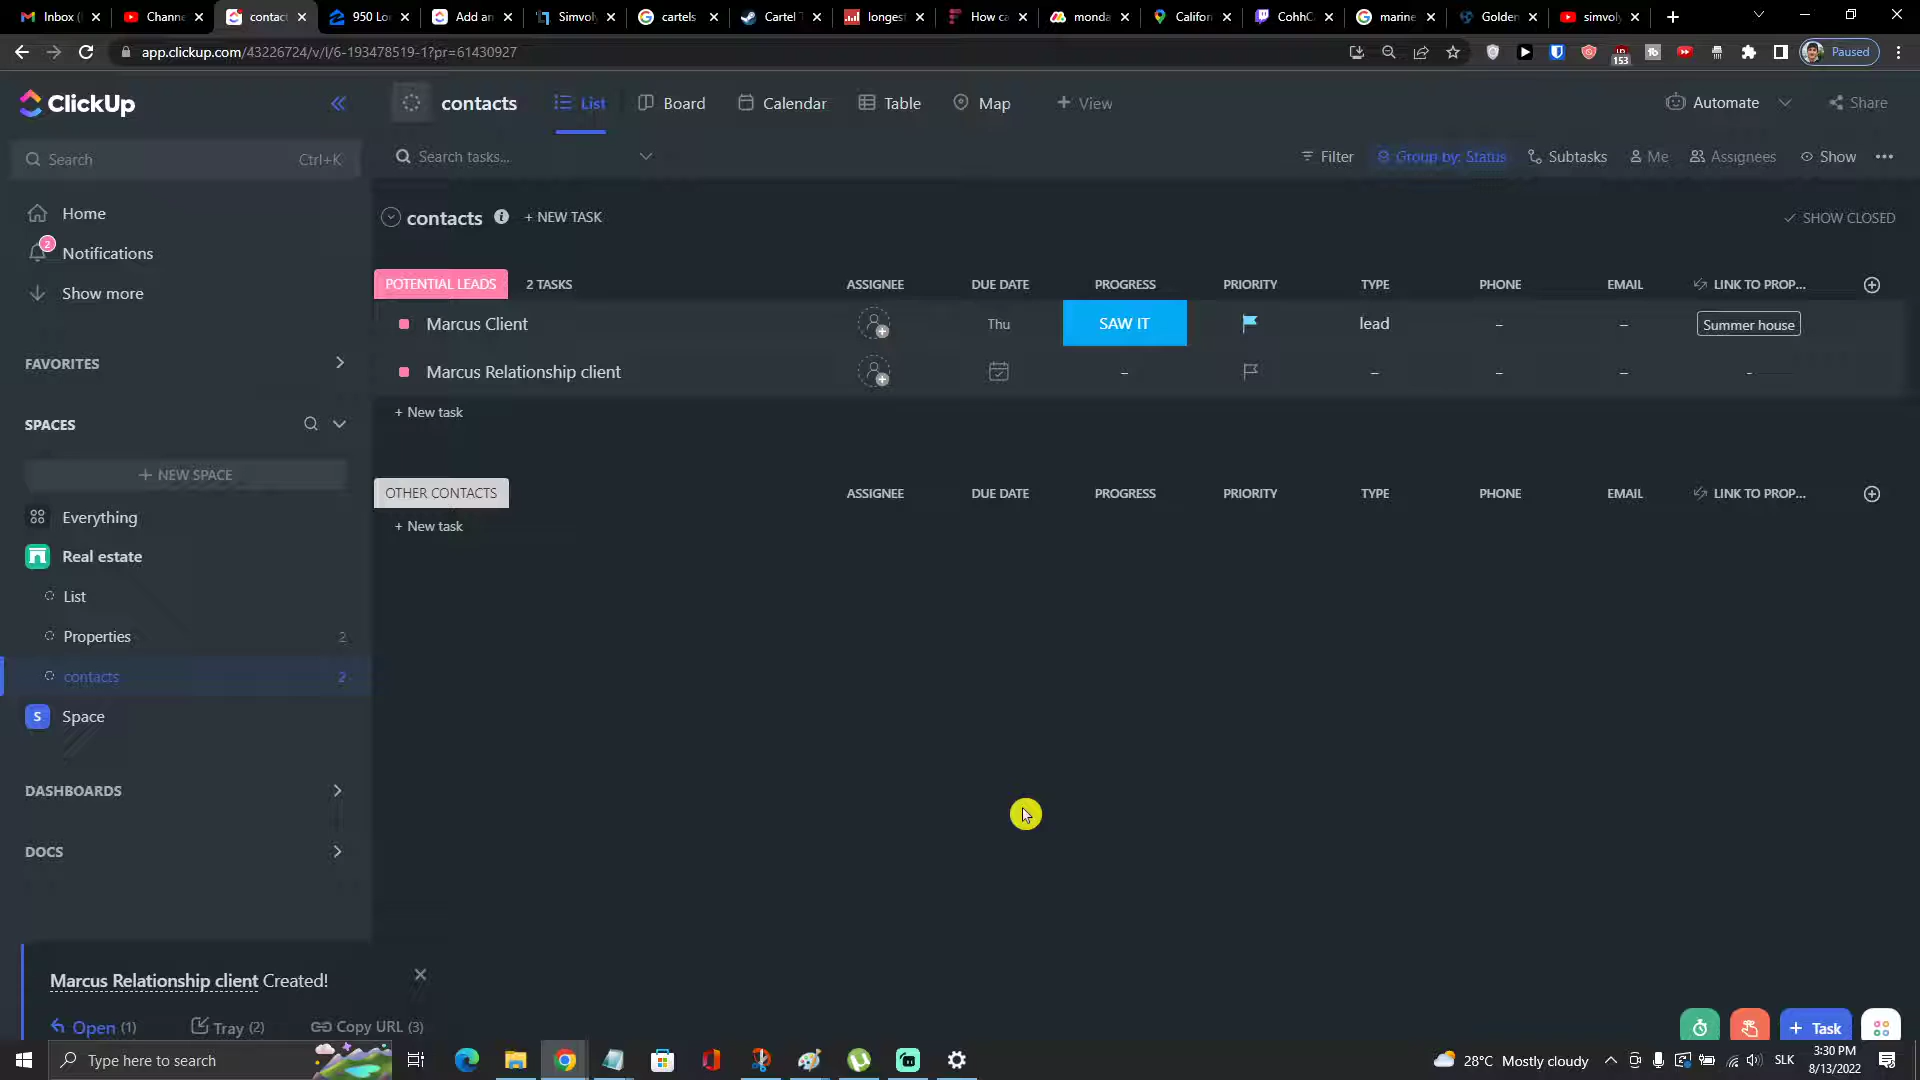 Inbox (
Channe
contac
950 Lo
Add an
Simvol
cartels
Cartel T
longes
How ca
monda
Califor
CohhC
marine
Golden
simvol
app.clickup.com/43226724/v/l/6-193478519-1?pr=61430927
153
Paused
ClickUp
contacts
List
Board
Calendar
Table
Map
+ View
Automate
Share
Search
Ctrl+K
Search tasks...
Filter
Group by: Status
Subtasks
Me
Assignees
Show
Home
2
Notifications
Show more
contacts
+ NEW TASK
SHOW CLOSED
POTENTIAL LEADS
2 TASKS
ASSIGNEE
DUE DATE
PROGRESS
PRIORITY
TYPE
PHONE
EMAIL
LINK TO PROP...
Marcus Client
Thu
SAW IT
lead
–
–
Summer house
Marcus Relationship client
–
–
–
–
-
+ New task
FAVORITES
SPACES
+ NEW SPACE
OTHER CONTACTS
ASSIGNEE
DUE DATE
PROGRESS
PRIORITY
TYPE
PHONE
EMAIL
LINK TO PROP...
+ New task
Everything
Real estate
List
Properties
2
contacts
2
S
Space
DASHBOARDS
DOCS
Marcus Relationship client Created!
Open (1)
Tray (2)
Copy URL (3)
+ Task
Type here to search
28°C Mostly cloudy
SLK
3:30 PM
8/13/2022